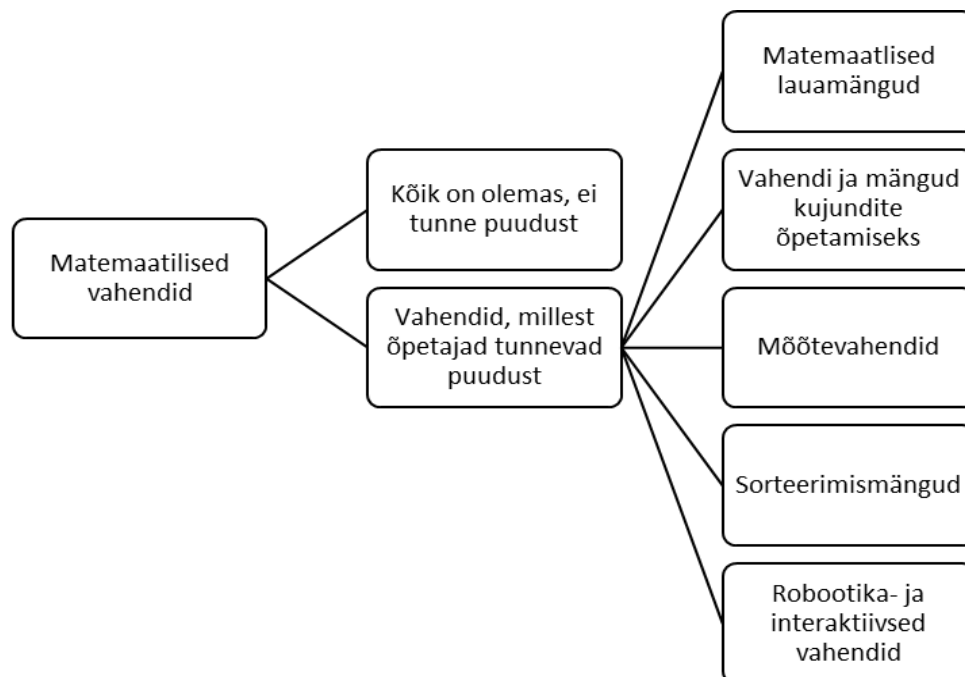 Matemaatilised
vahendid
Kõik on olemas, ei
tunne puudust
Vahendid, millest
õpetajad tunnevad
puudust
Matemaatlised
lauamängud
Vahendi ja mängud
kujundite
õpetamiseks
Mõõtevahendid
Sorteerimismängud
Robootika- ja
interaktiivsed
vahendid